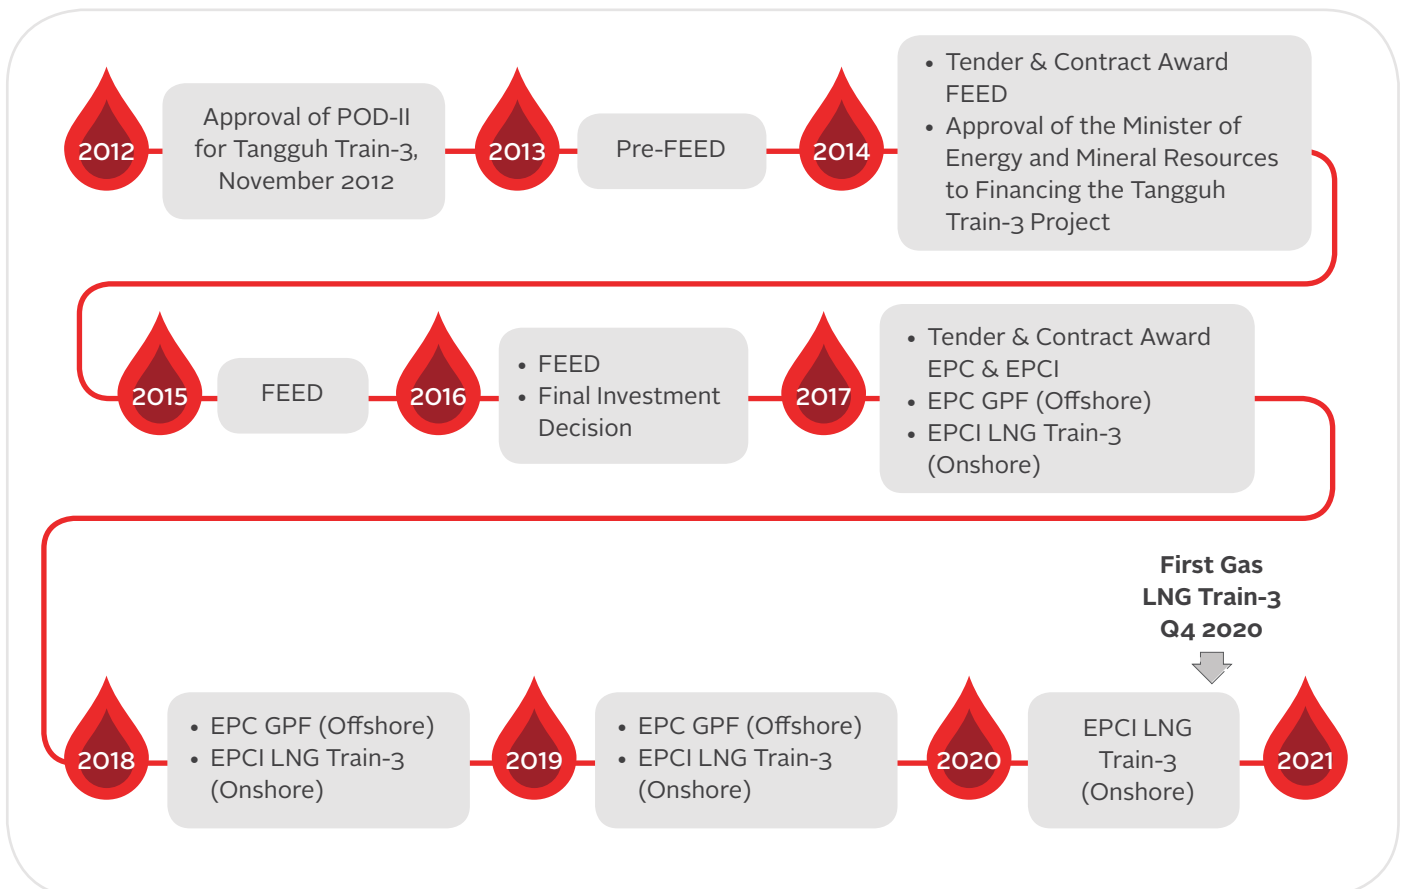 2012
Approval of POD-II
for Tangguh Train-3,
November 2012
2013
Pre-FEED
2014
• Tender & Contract Award
FEED
• Approval of the Minister of
Energy and Mineral Resources
to Financing the Tangguh
Train-3 Project
2015
FEED
2016
• FEED
• Final Investment
Decision
2017
• Tender & Contract Award
EPC & EPCI
• EPC GPF (Offshore)
• EPCI LNG Train-3
(Onshore)
2018
• EPC GPF (Offshore)
• EPCI LNG Train-3
(Onshore)
2019
• EPC GPF (Offshore)
• EPCI LNG Train-3
(Onshore)
2020
First Gas
LNG Train-3
Q4 2020
EPCI LNG
Train-3
(Onshore)
2021